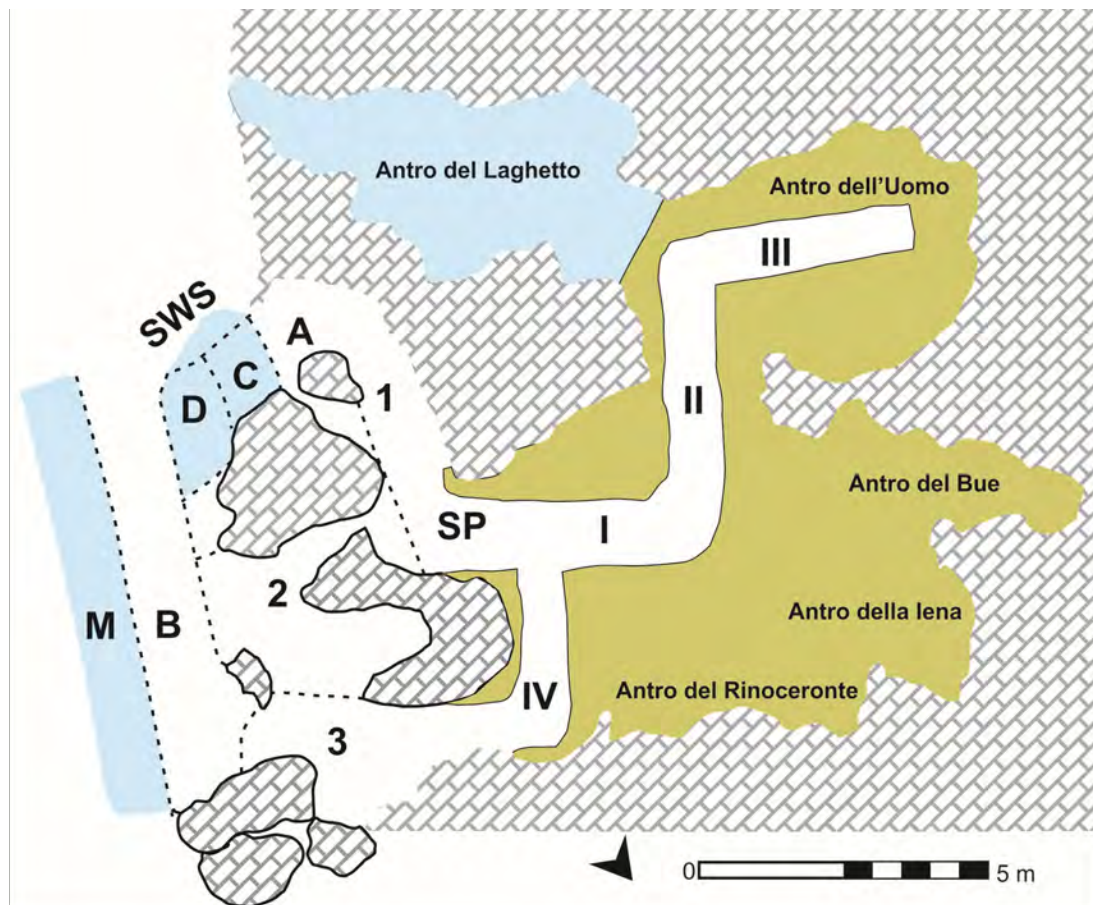 Antro del Laghetto
Antro dell'Uomo
III
SWS
A
C
D
1
II
Antro del Bue
SP
I
2
M
B
Antro della Iena
IV
Antro del Rinoceronte
3
0
5 m